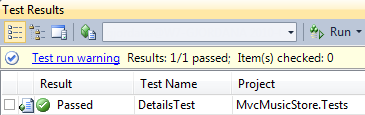 Test Results
Run
Test run warning Results: 1/1 passed; Item(s) checked: 0
Result Test Name Project
Passed DetailsTest MvcMusicStore.Tests